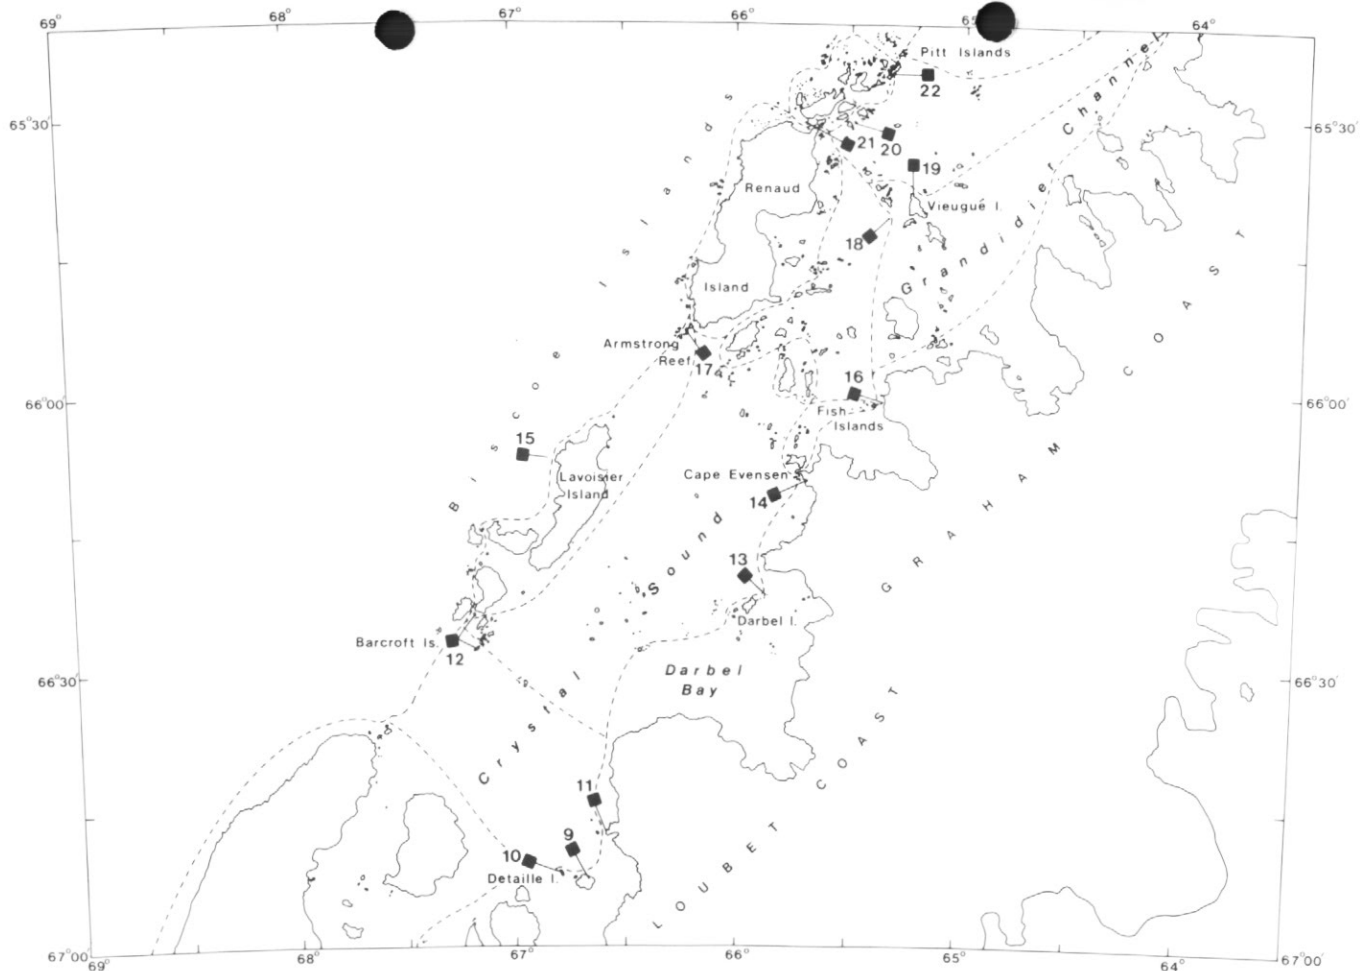 69° 68° 67° 66° 65° 64°
Pitt Islands
22
65°30' 65°30'
21 20
19
Renaud
Vieugué I.
18
Island
Grandidier Channel
Armstrong
Reef
17
16
66°00' 66°00'
Fish
Islands
15
Biscoe Islands
Lavoisier
Island
Cape Evensen
14
13
Darbel I.
Barcroft Is.
12
66°30' 66°30'
Darbel
Bay
Crystal Sound
GRAHAM COAST
LOUBET COAST
11
9
10
Detaille I.
67°00' 67°00'
69° 68° 67° 66° 65° 64°